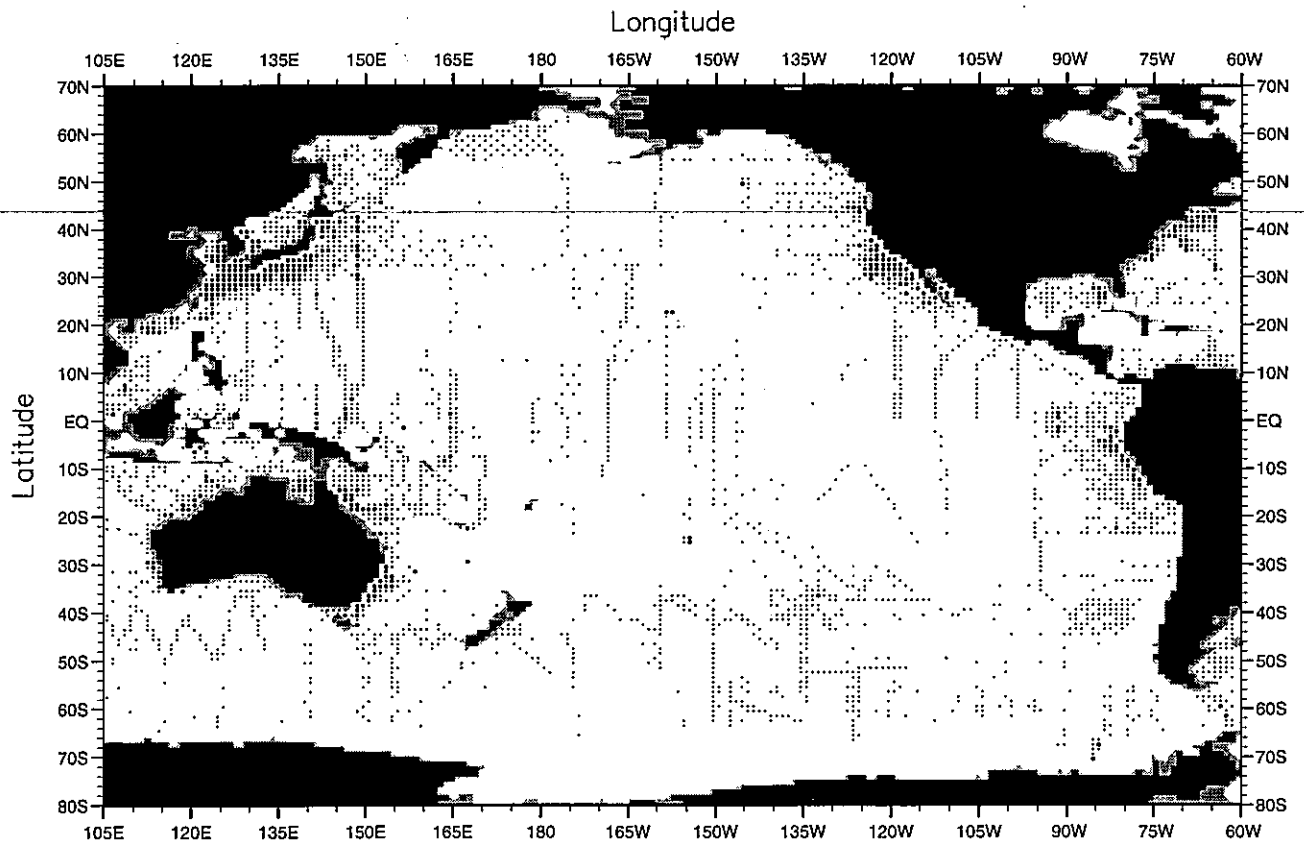 Longitude
105E 120E 135E 150E 165E 180 165W 150W 135W 120W 105W 90W 75W 60W
70N 70N
60N 60N
50N 50N
40N 40N
30N 30N
20N 20N
10N 10N
EQ EQ
10S 10S
20S 20S
30S 30S
40S 40S
50S 50S
60S 60S
70S 70S
80S 80S
105E 120E 135E 150E 165E 180 165W 150W 135W 120W 105W 90W 75W 60W
Latitude